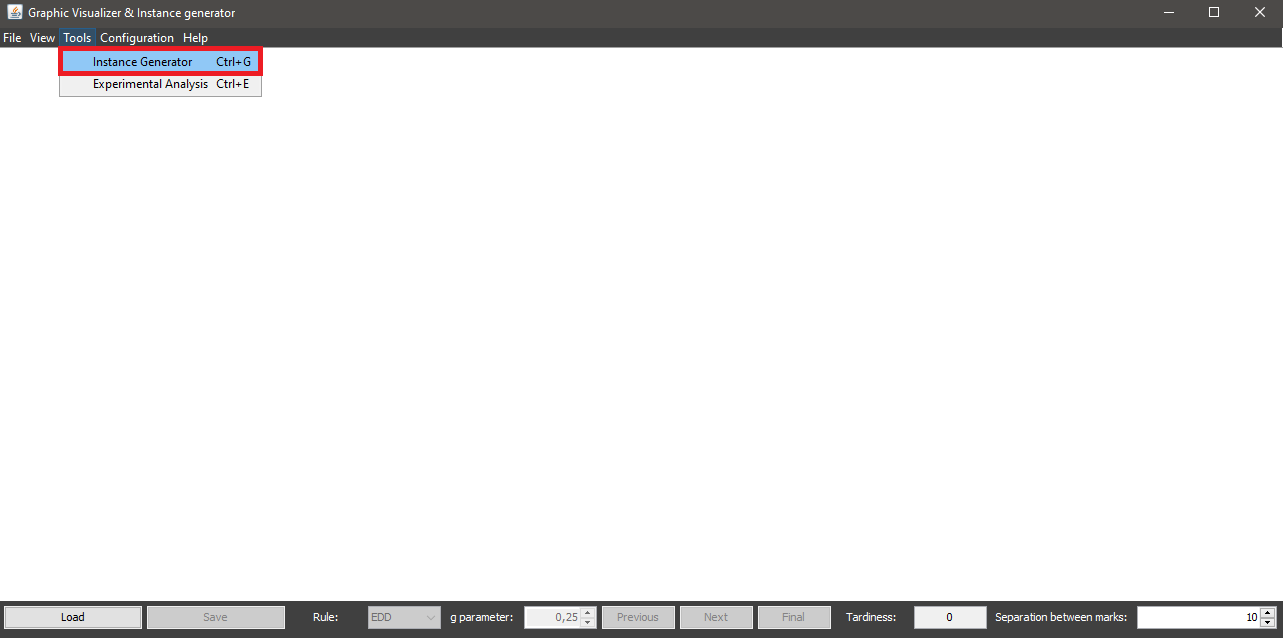 Graphic Visualizer & Instance generator
File View Tools Configuration Help
Instance Generator Ctrl+G
Experimental Analysis Ctrl+E
Load Save Rule: EDD g parameter: 0,25 Previous Next Final Tardiness: 0 Separation between marks: 10